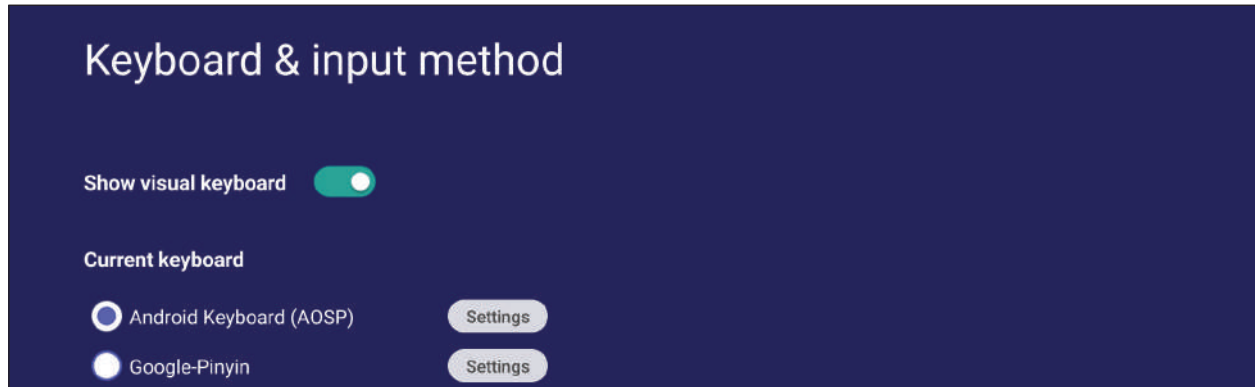 Keyboard & input method
Show visual keyboard
Current keyboard
Android Keyboard (AOSP) Settings
Google-Pinyin Settings